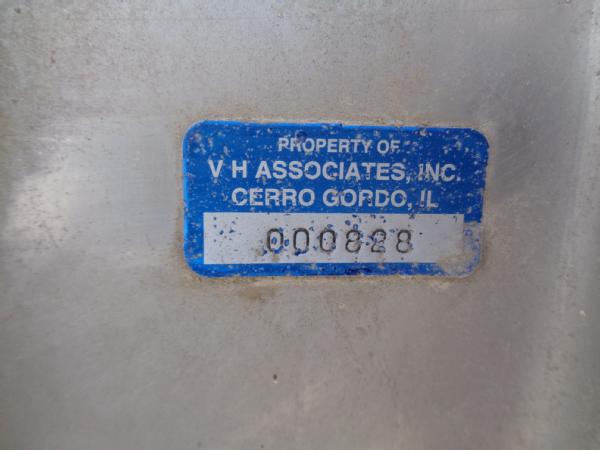 PROPERTY OF
V H ASSOCIATES, INC.
CERRO GORDO, IL
000828